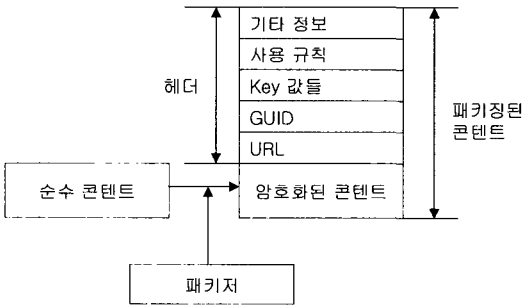 기타 정보
사용 규칙
헤더
Key 값들
GUID
패키징된
콘텐트
URL
순수 콘텐트
암호화된 콘텐트
패키저